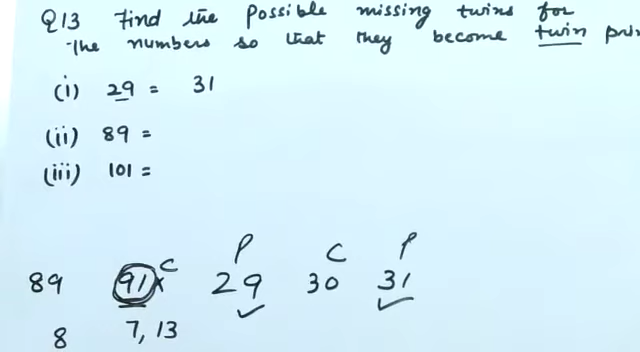 Q13 Find the possible missing twins for
The numbers so that they become twin
(i) 29 = 31
(ii) 89 =
(iii) 101 =
P C P
89 91 x C 29 30 31
8 7, 13